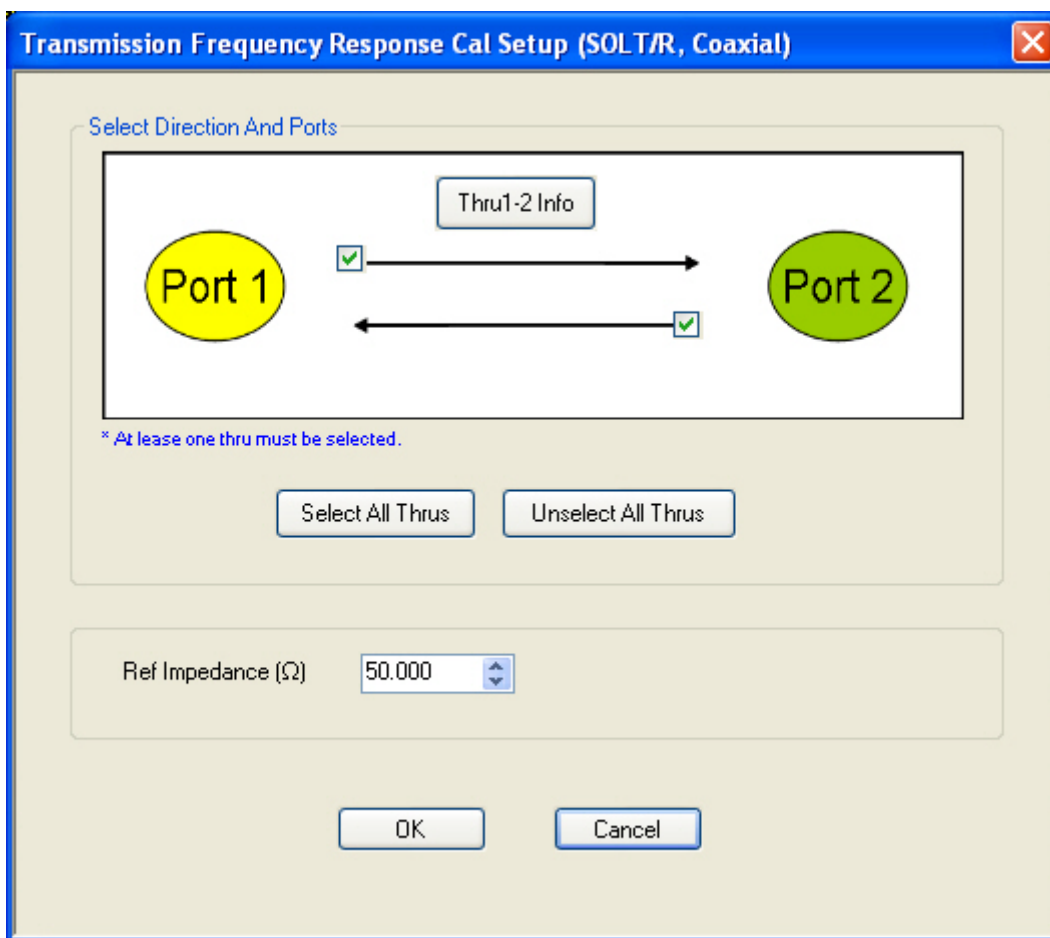 Transmission Frequency Response Cal Setup (SOLT/R, Coaxial)
Select Direction And Ports
Thru1-2 Info
Port 1
Port 2
* At lease one thru must be selected.
Select All Thrus
Unselect All Thrus
Ref Impedance (Ω)
50.000
OK
Cancel